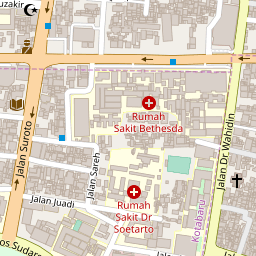 uzakir
Rumah
Sakit Bethesda
Jalan Suroto
Jalan Sareh
Jalan Dr Wahidin
Kotabaru
Jalan Juadi
Rumah
Sakit Dr
Soetarto
os Sudars